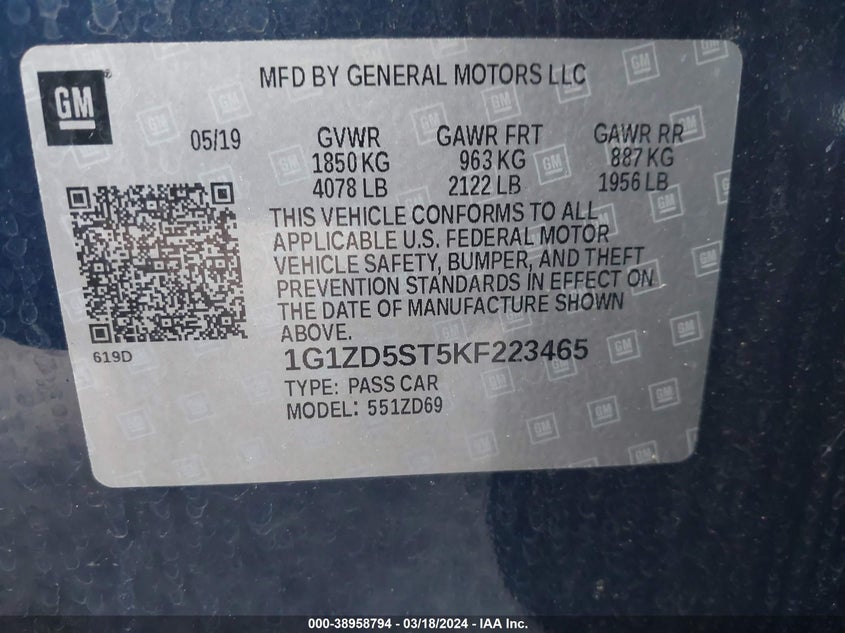 MFD BY GENERAL MOTORS LLC
GM®
05/19 GVWR GAWR FRT GAWR RR
1850 KG 963 KG 887 KG
4078 LB 2122 LB 1956 LB
THIS VEHICLE CONFORMS TO ALL
APPLICABLE U.S. FEDERAL MOTOR
VEHICLE SAFETY, BUMPER, AND THEFT
PREVENTION STANDARDS IN EFFECT ON
THE DATE OF MANUFACTURE SHOWN
ABOVE.
619D
1G1ZD5ST5KF223465
TYPE: PASS CAR
MODEL: 551ZD69
000-38958794 - 03/18/2024 - IAA Inc.